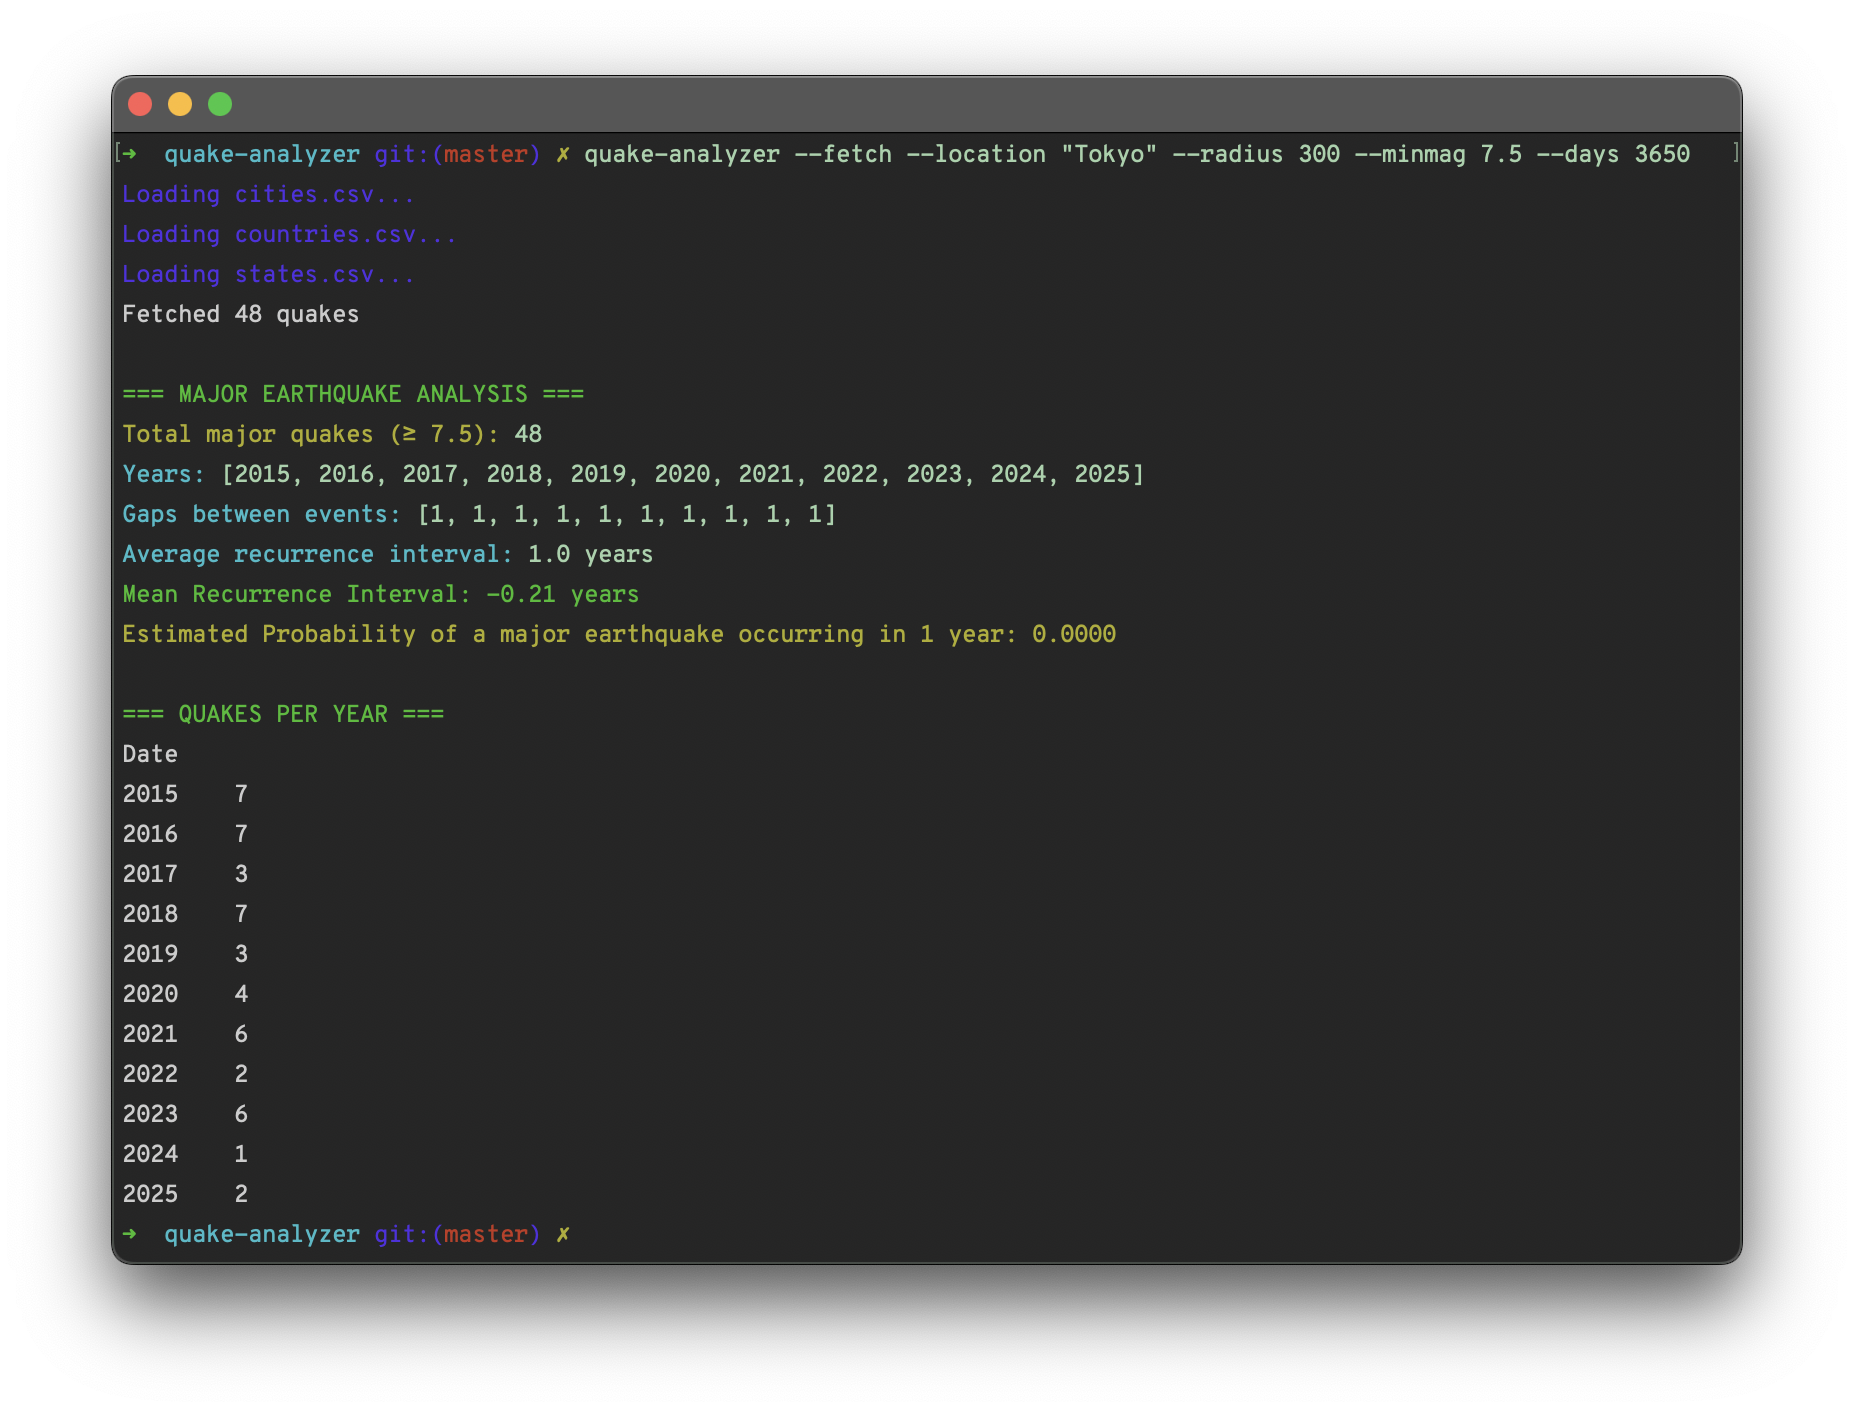 [➜  quake-analyzer git:(master) ✗ quake-analyzer --fetch --location "Tokyo" --radius 300 --minmag 7.5 --days 3650 ]
Loading cities.csv...
Loading countries.csv...
Loading states.csv...
Fetched 48 quakes
=== MAJOR EARTHQUAKE ANALYSIS ===
Total major quakes (≥ 7.5): 48
Years: [2015, 2016, 2017, 2018, 2019, 2020, 2021, 2022, 2023, 2024, 2025]
Gaps between events: [1, 1, 1, 1, 1, 1, 1, 1, 1, 1]
Average recurrence interval: 1.0 years
Mean Recurrence Interval: -0.21 years
Estimated Probability of a major earthquake occurring in 1 year: 0.0000
=== QUAKES PER YEAR ===
Date
2015    7
2016    7
2017    3
2018    7
2019    3
2020    4
2021    6
2022    2
2023    6
2024    1
2025    2
➜  quake-analyzer git:(master) ✗